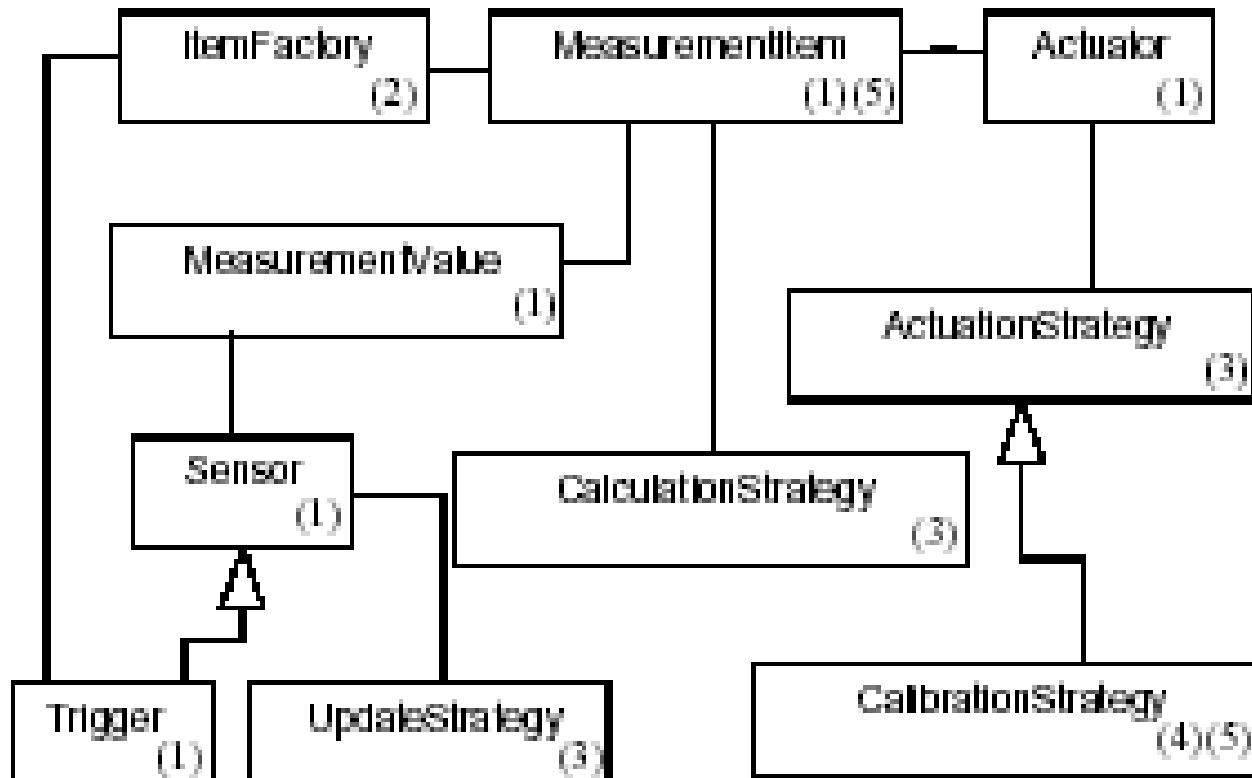 ItemFactory
(2)
MeasurementItem
(1)(5)
Actuator
(1)
MeasurementValue
(1)
ActuationStrategy
(3)
Sensor
(1)
CalculationStrategy
(3)
Trigger
(1)
UpdateStrategy
(3)
CalibrationStrategy
(4)(5)